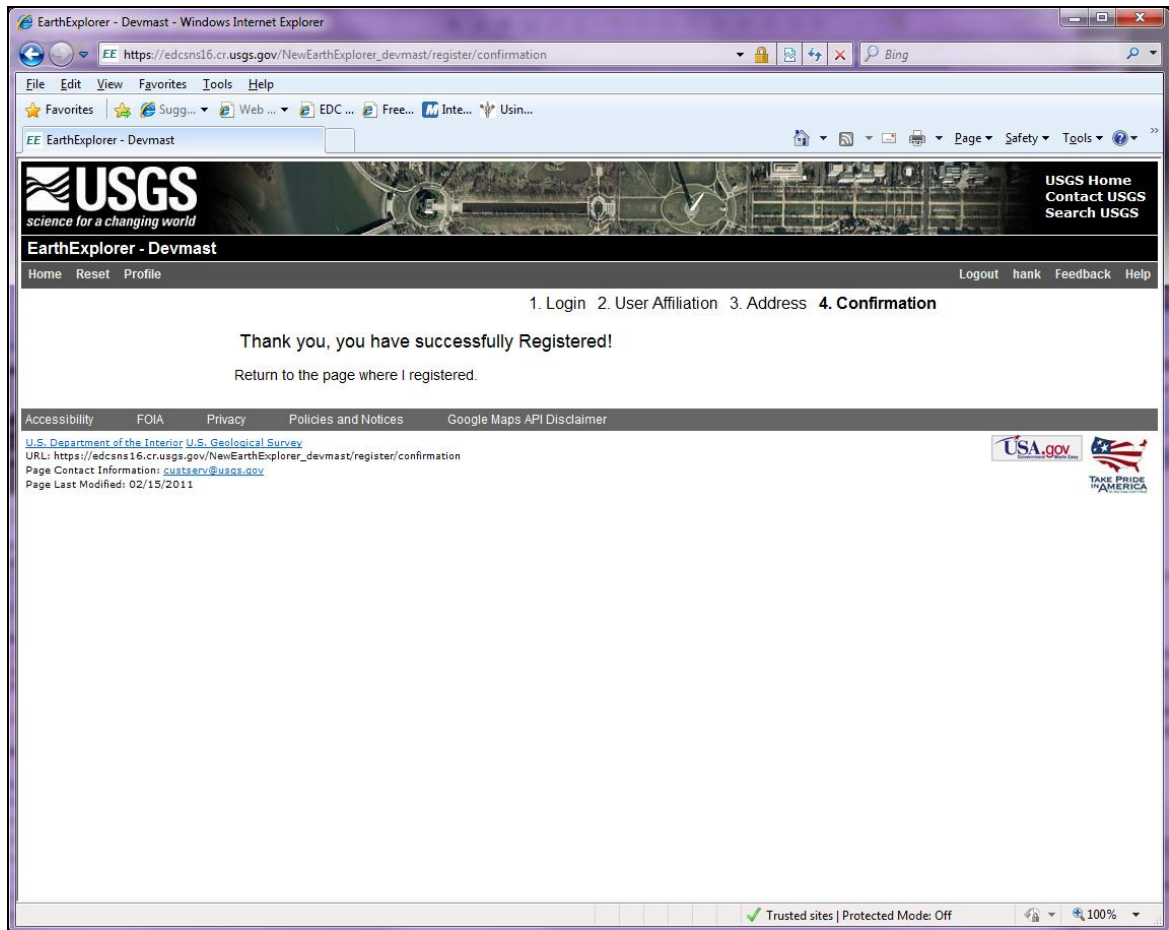 EarthExplorer - Devmast - Windows Internet Explorer
EE https://edcsns16.cr.usgs.gov/NewEarthExplorer_devmast/register/confirmation Bing
File Edit View Favorites Tools Help
Favorites Sugg... Web ... EDC ... Free... Inte... Usin...
EE EarthExplorer - Devmast Page Safety Tools
USGS
science for a changing world
USGS Home
Contact USGS
Search USGS
EarthExplorer - Devmast
Home Reset Profile Logout hank Feedback Help
1. Login 2. User Affiliation 3. Address 4. Confirmation
Thank you, you have successfully Registered!
Return to the page where I registered.
Accessibility FOIA Privacy Policies and Notices Google Maps API Disclaimer
U.S. Department of the Interior U.S. Geological Survey
URL: https://edcsns16.cr.usgs.gov/NewEarthExplorer_devmast/register/confirmation
Page Contact Information: custserv@usgs.gov
Page Last Modified: 02/15/2011
USA.gov
TAKE PRIDE
IN AMERICA
Trusted sites | Protected Mode: Off 100%